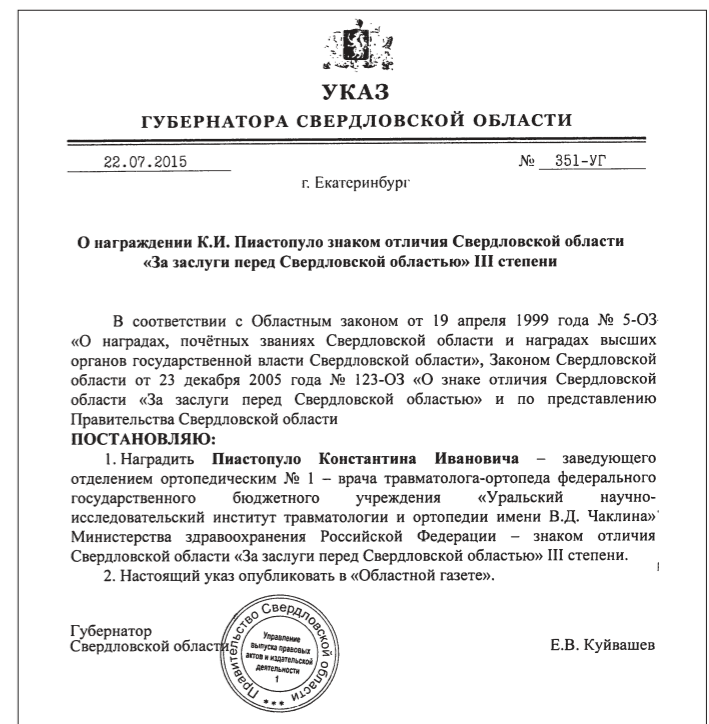 УКАЗ
ГУБЕРНАТОРА СВЕРДЛОВСКОЙ ОБЛАСТИ
22.07.2015 № 351-УГ
г. Екатеринбург
О награждении К.И. Пиастопуло знаком отличия Свердловской области
«За заслуги перед Свердловской областью» III степени
В соответствии с Областным законом от 19 апреля 1999 года № 5-ОЗ
«О наградах, почётных званиях Свердловской области и наградах высших
органов государственной власти Свердловской области», Законом Свердловской
области от 23 декабря 2005 года № 123-ОЗ «О знаке отличия Свердловской
области «За заслуги перед Свердловской областью» и по представлению
Правительства Свердловской области
ПОСТАНОВЛЯЮ:
1. Наградить Пиастопуло Константина Ивановича – заведующего
отделением ортопедическим № 1 – врача травматолога-ортопеда федерального
государственного бюджетного учреждения «Уральский научно-
исследовательский институт травматологии и ортопедии имени В.Д. Чаклина»
Министерства здравоохранения Российской Федерации – знаком отличия
Свердловской области «За заслуги перед Свердловской областью» III степени.
2. Настоящий указ опубликовать в «Областной газете».
Губернатор
Свердловской области
Е.В. Куйвашев
Правительство Свердловской области
Управление
выпуска правовых
актов и издательской
деятельности
1
***